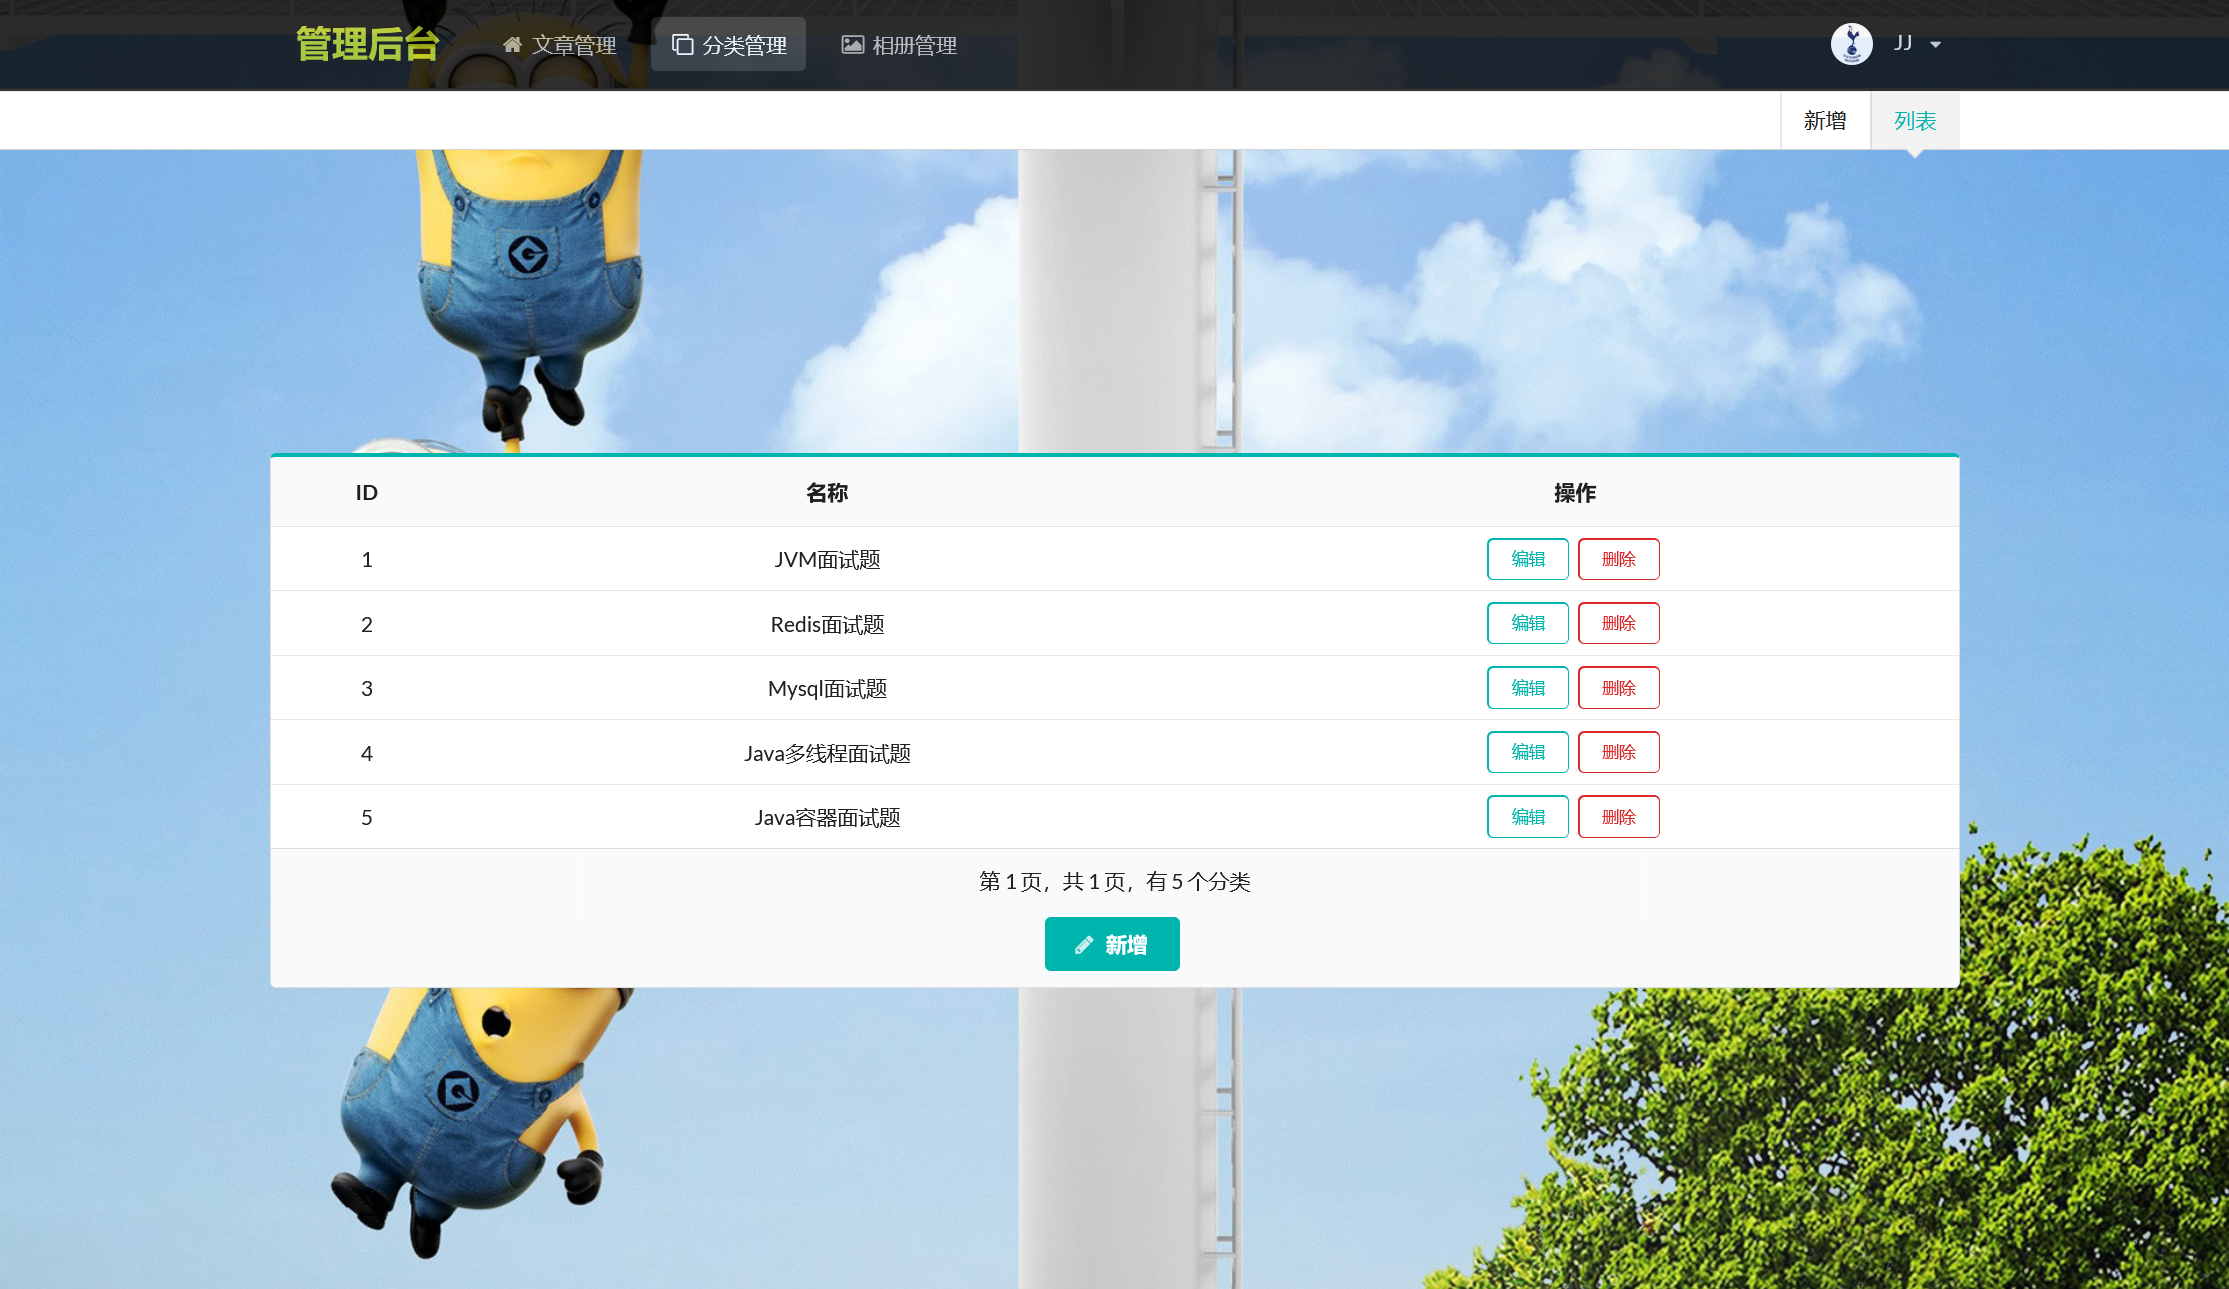 管理后台 文章管理 分类管理 相册管理 JJ
新增 列表
ID 名称 操作
1 JVM面试题 编辑 删除
2 Redis面试题 编辑 删除
3 Mysql面试题 编辑 删除
4 Java多线程面试题 编辑 删除
5 Java容器面试题 编辑 删除
第 1 页，共 1 页，有 5 个分类
新增